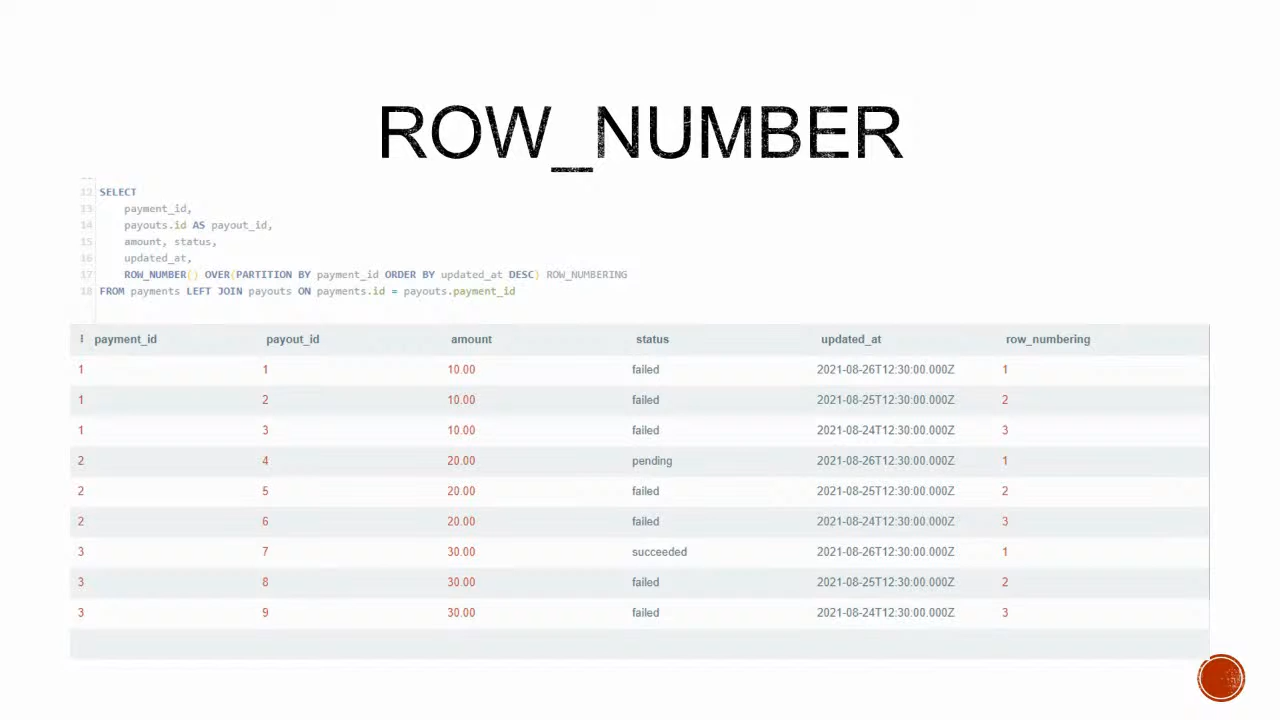 ROW_NUMBER
12 SELECT
13 payment_id,
14 payouts.id AS payout_id,
15 amount, status,
16 updated_at,
17 ROW_NUMBER() OVER(PARTITION BY payment_id ORDER BY updated_at DESC) ROW_NUMBERING
18 FROM payments LEFT JOIN payouts ON payments.id = payouts.payment_id
payment_id payout_id amount status updated_at row_numbering
1 1 10.00 failed 2021-08-26T12:30:00.000Z 1
1 2 10.00 failed 2021-08-25T12:30:00.000Z 2
1 3 10.00 failed 2021-08-24T12:30:00.000Z 3
2 4 20.00 pending 2021-08-26T12:30:00.000Z 1
2 5 20.00 failed 2021-08-25T12:30:00.000Z 2
2 6 20.00 failed 2021-08-24T12:30:00.000Z 3
3 7 30.00 succeeded 2021-08-26T12:30:00.000Z 1
3 8 30.00 failed 2021-08-25T12:30:00.000Z 2
3 9 30.00 failed 2021-08-24T12:30:00.000Z 3